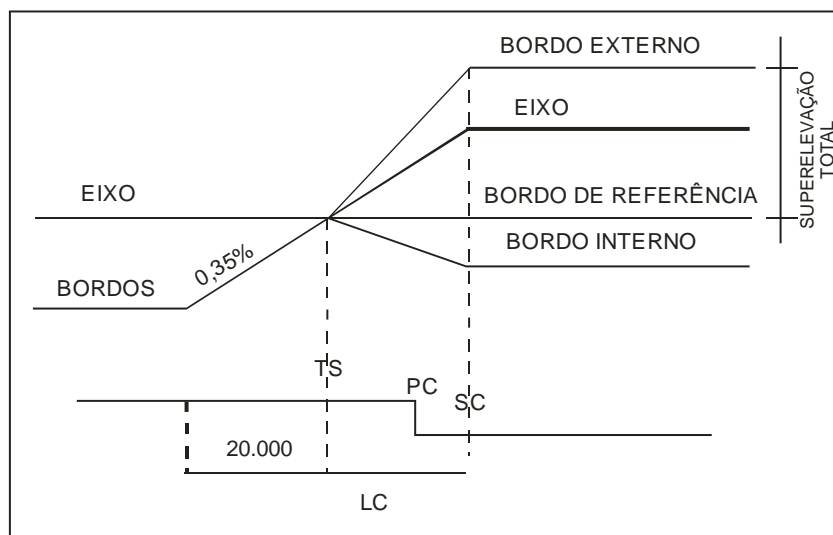 BORDO EXTERNO
EIXO
SUPERELEVAÇÃO
TOTAL
EIXO
BORDO DE REFERÊNCIA
BORDO INTERNO
0,35%
BORDOS
TS
PC
SC
20.000
LC